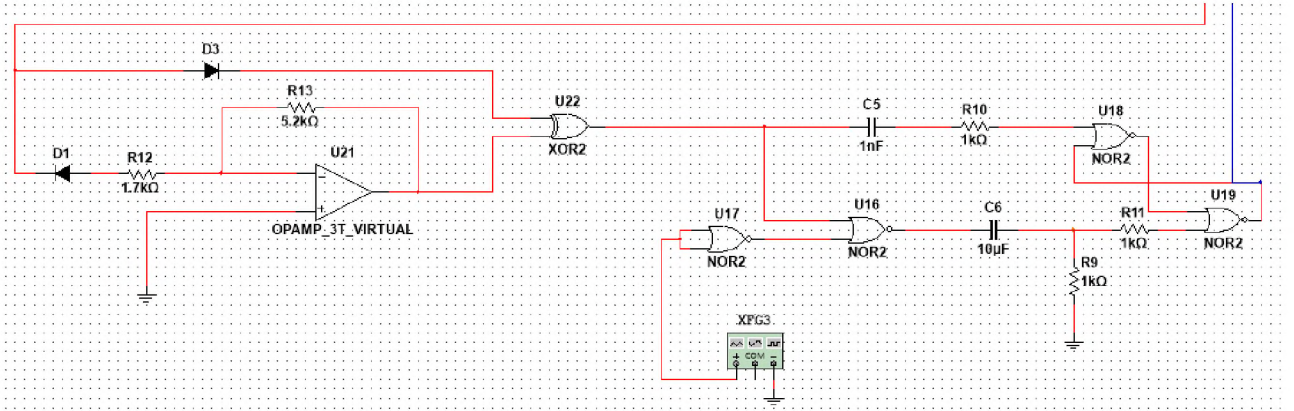 D3
R13
5.2kΩ
D1
R12
1.7kΩ
U21
OPAMP_3T_VIRTUAL
U22
XOR2
C5
1nF
R10
1kΩ
U18
NOR2
U17
NOR2
U16
NOR2
C6
10µF
R11
1kΩ
U19
NOR2
R9
1kΩ
XFG3
COM